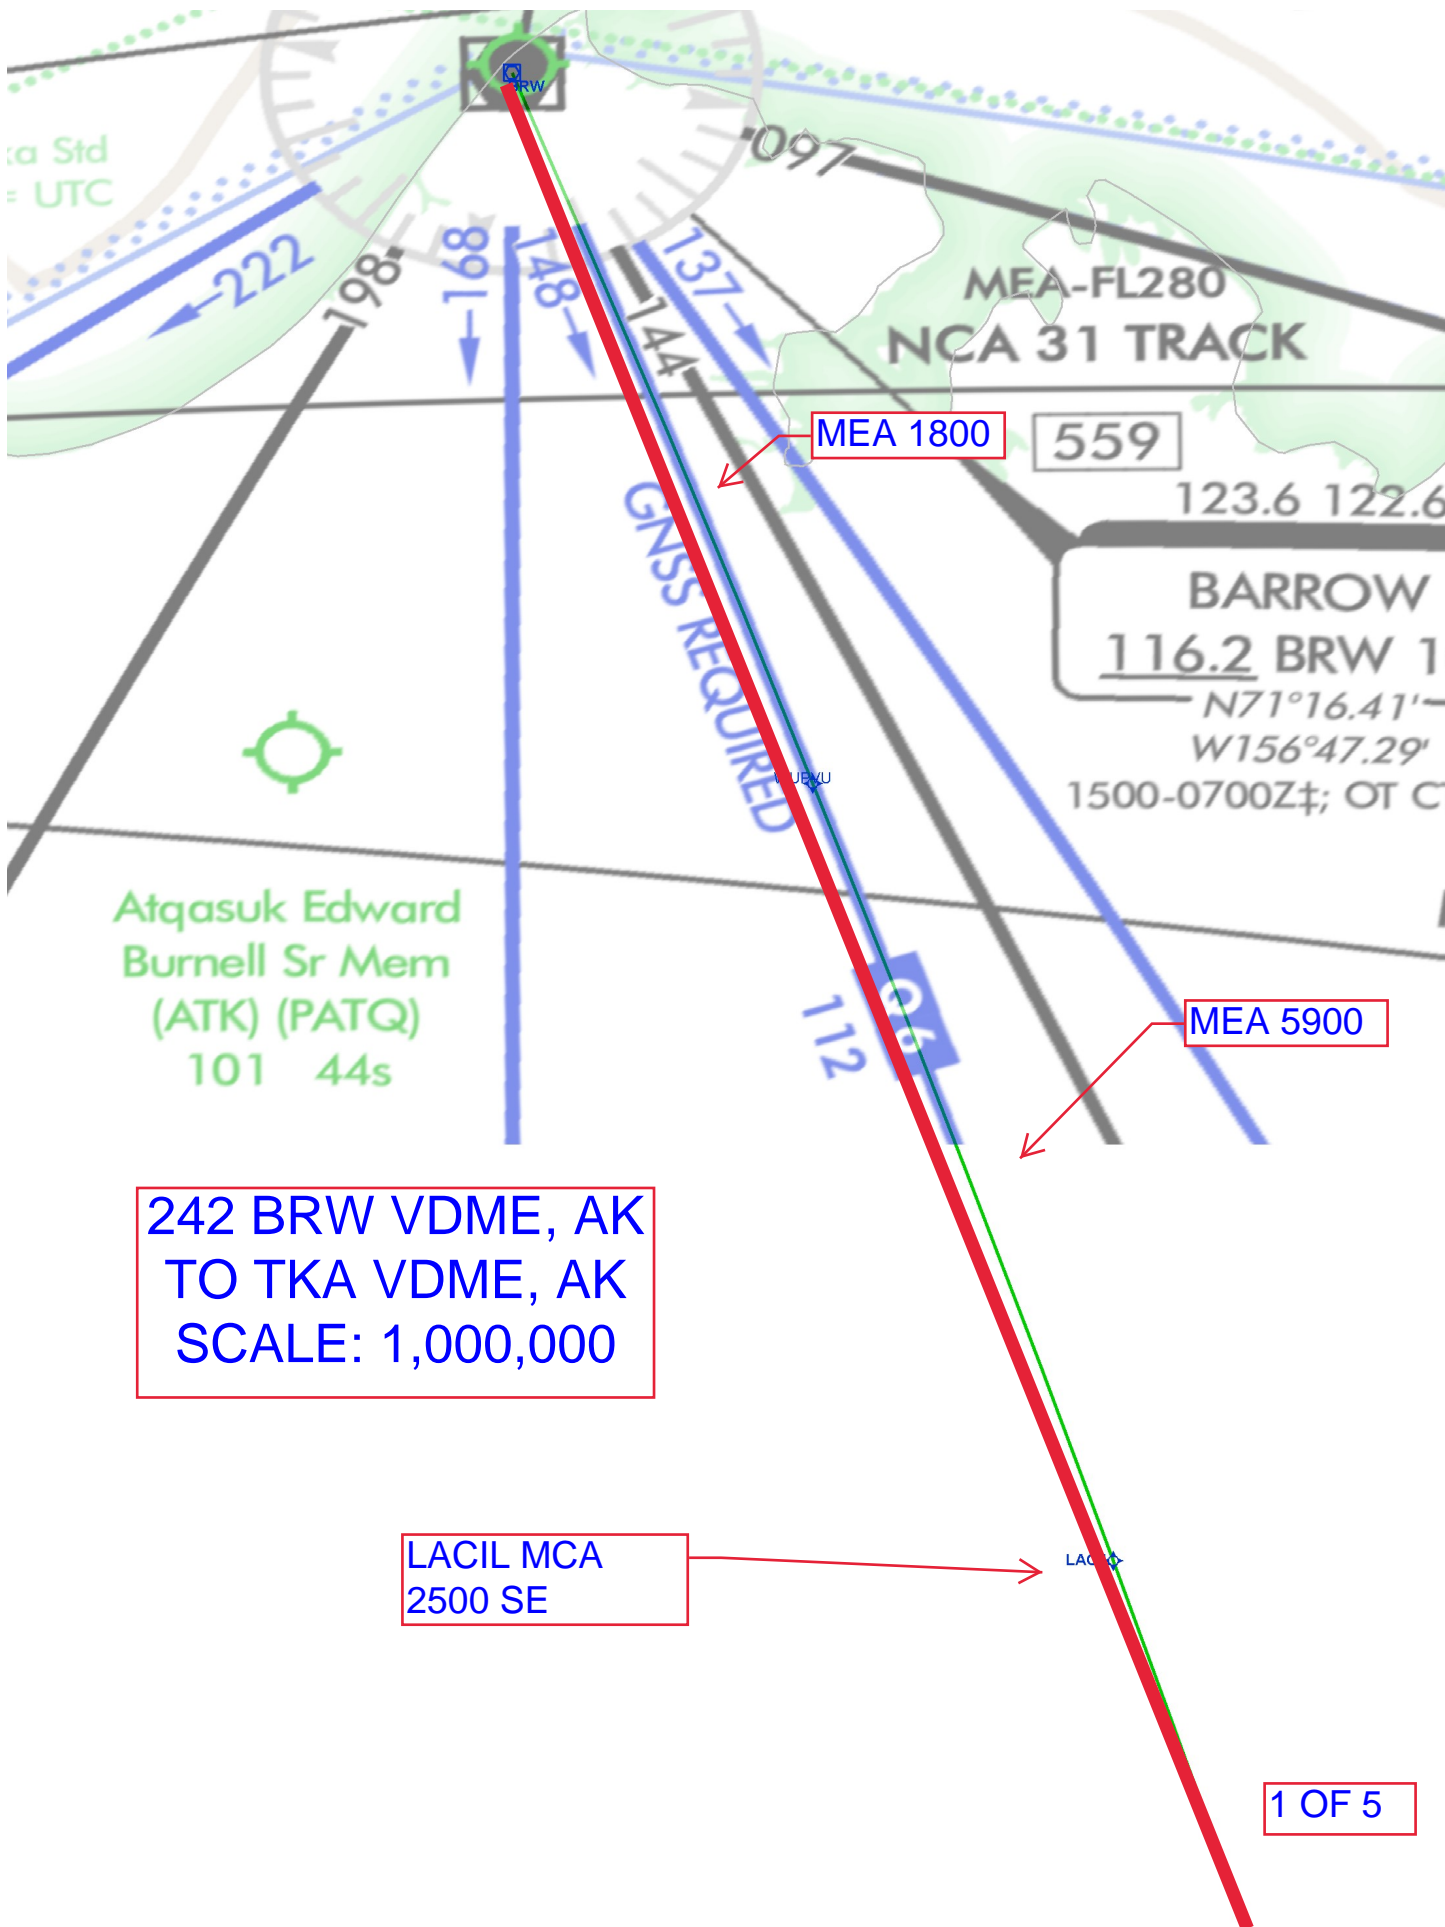 BRW
ka Std
= UTC
097
222
198
168
148
144
137
MEA-FL280
NCA 31 TRACK
MEA 1800
559
123.6 122.6
GNSS REQUIRED
BARROW
116.2 BRW 1
N71°16.41'
W156°47.29'
1500-0700Z‡; OT C
Atqasuk Edward
Burnell Sr Mem
(ATK) (PATQ)
101 44s
112
MEA 5900
242 BRW VDME, AK
TO TKA VDME, AK
SCALE: 1,000,000
LACIL MCA
2500 SE
1 OF 5